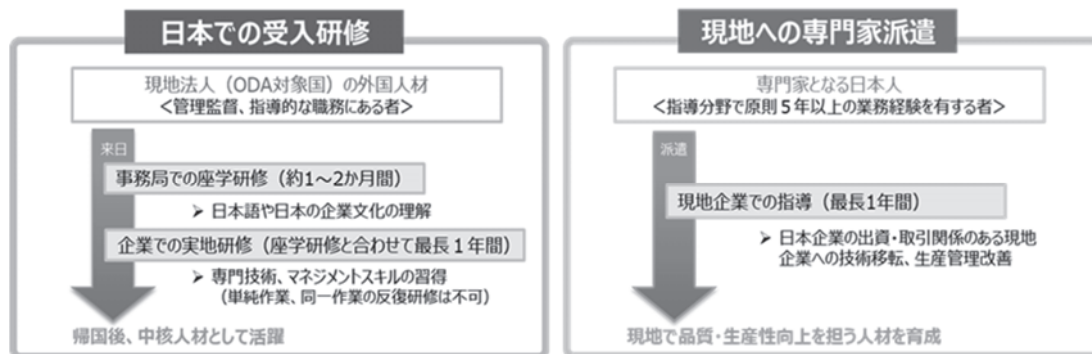 日本での受入研修
現地法人（ODA対象国）の外国人材
＜管理監督、指導的な職務にある者＞
来日
事務局での座学研修（約1～2か月間）
➢ 日本語や日本の企業文化の理解
企業での実地研修（座学研修と合わせて最長１年間）
➢ 専門技術、マネジメントスキルの習得
（単純作業、同一作業の反復研修は不可）
帰国後、中核人材として活躍
現地への専門家派遣
専門家となる日本人
＜指導分野で原則５年以上の業務経験を有する者＞
派遣
現地企業での指導（最長1年間）
➢ 日本企業の出資・取引関係のある現地
企業への技術移転、生産管理改善
現地で品質・生産性向上を担う人材を育成